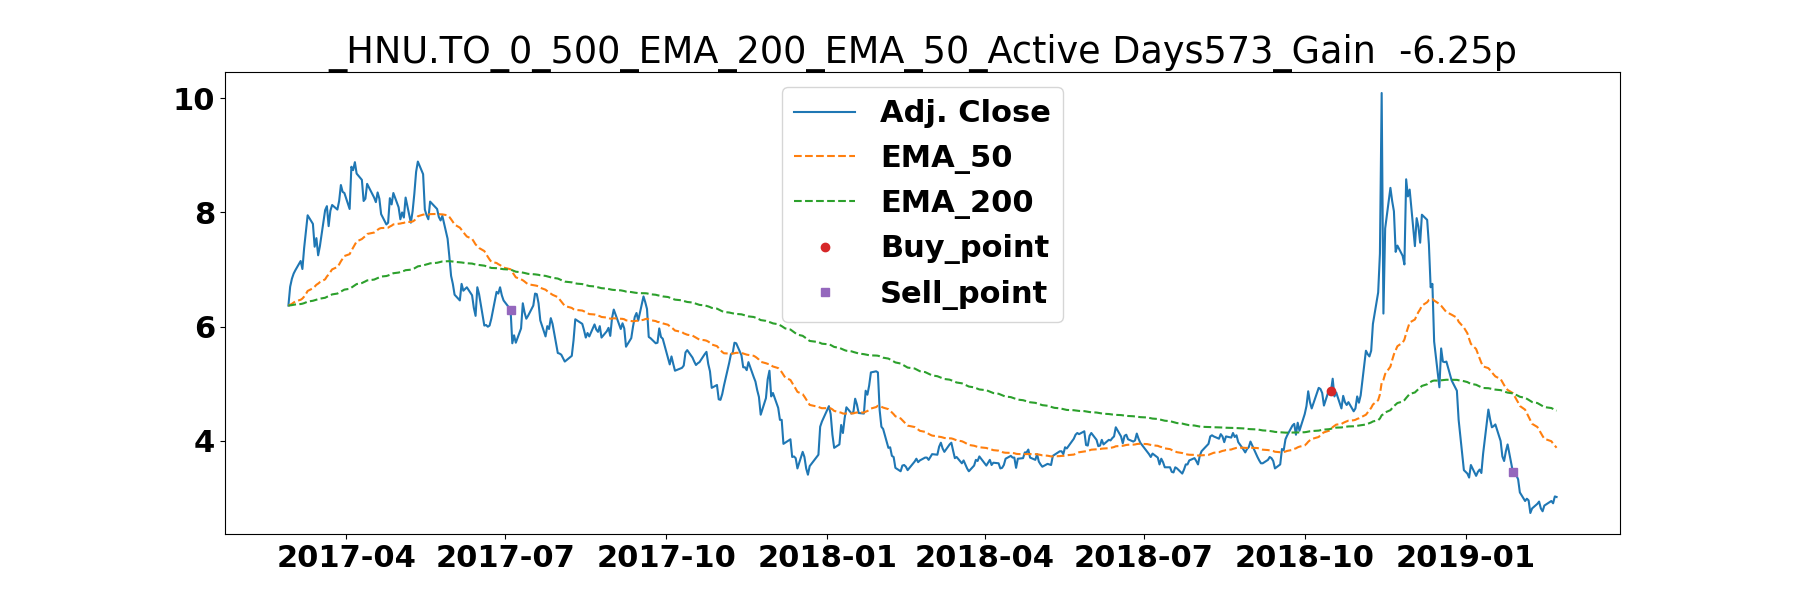 _HNU.TO_0_500_EMA_200_EMA_50_Active Days573_Gain  -6.25p
10
8
6
4
Adj. Close
EMA_50
EMA_200
Buy_point
Sell_point
2017-04 2017-07 2017-10 2018-01 2018-04 2018-07 2018-10 2019-01